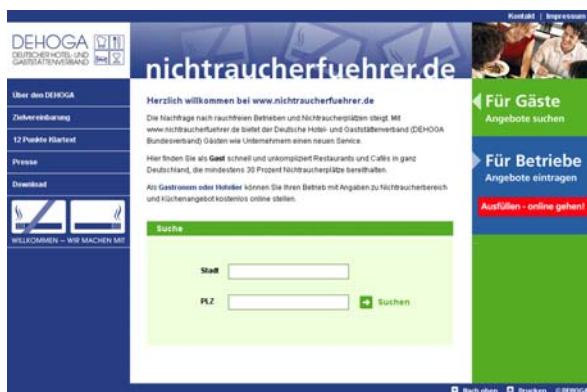 Kontakt | Impressum
DEHOGA
DEUTSCHER HOTEL- UND
GASTSTÄTTENVERBAND
nichtraucherfuehrer.de
Über den DEHOGA
Zielvereinbarung
12 Punkte Klartext
Presse
Download
WILLKOMMEN – WIR MACHEN MIT
Herzlich willkommen bei www.nichtraucherfuehrer.de
Die Nachfrage nach rauchfreien Betrieben und Nichtraucherplätzen steigt. Mit
www.nichtraucherfuehrer.de bietet der Deutsche Hotel- und Gaststättenverband (DEHOGA
Bundesverband) Gästen wie Unternehmern einen neuen Service.
Hier finden Sie als Gast schnell und unkompliziert Restaurants und Cafés in ganz
Deutschland, die mindestens 30 Prozent Nichtraucherplätze bereithalten.
Als Gastronom oder Hotelier können Sie Ihren Betrieb mit Angaben zu Nichtraucherbereich
und Küchenangebot kostenlos online stellen.
Suche
Stadt
PLZ
Suchen
Für Gäste
Angebote suchen
Für Betriebe
Angebote eintragen
Ausfüllen - online gehen!
Nach oben Drucken © DEHOGA